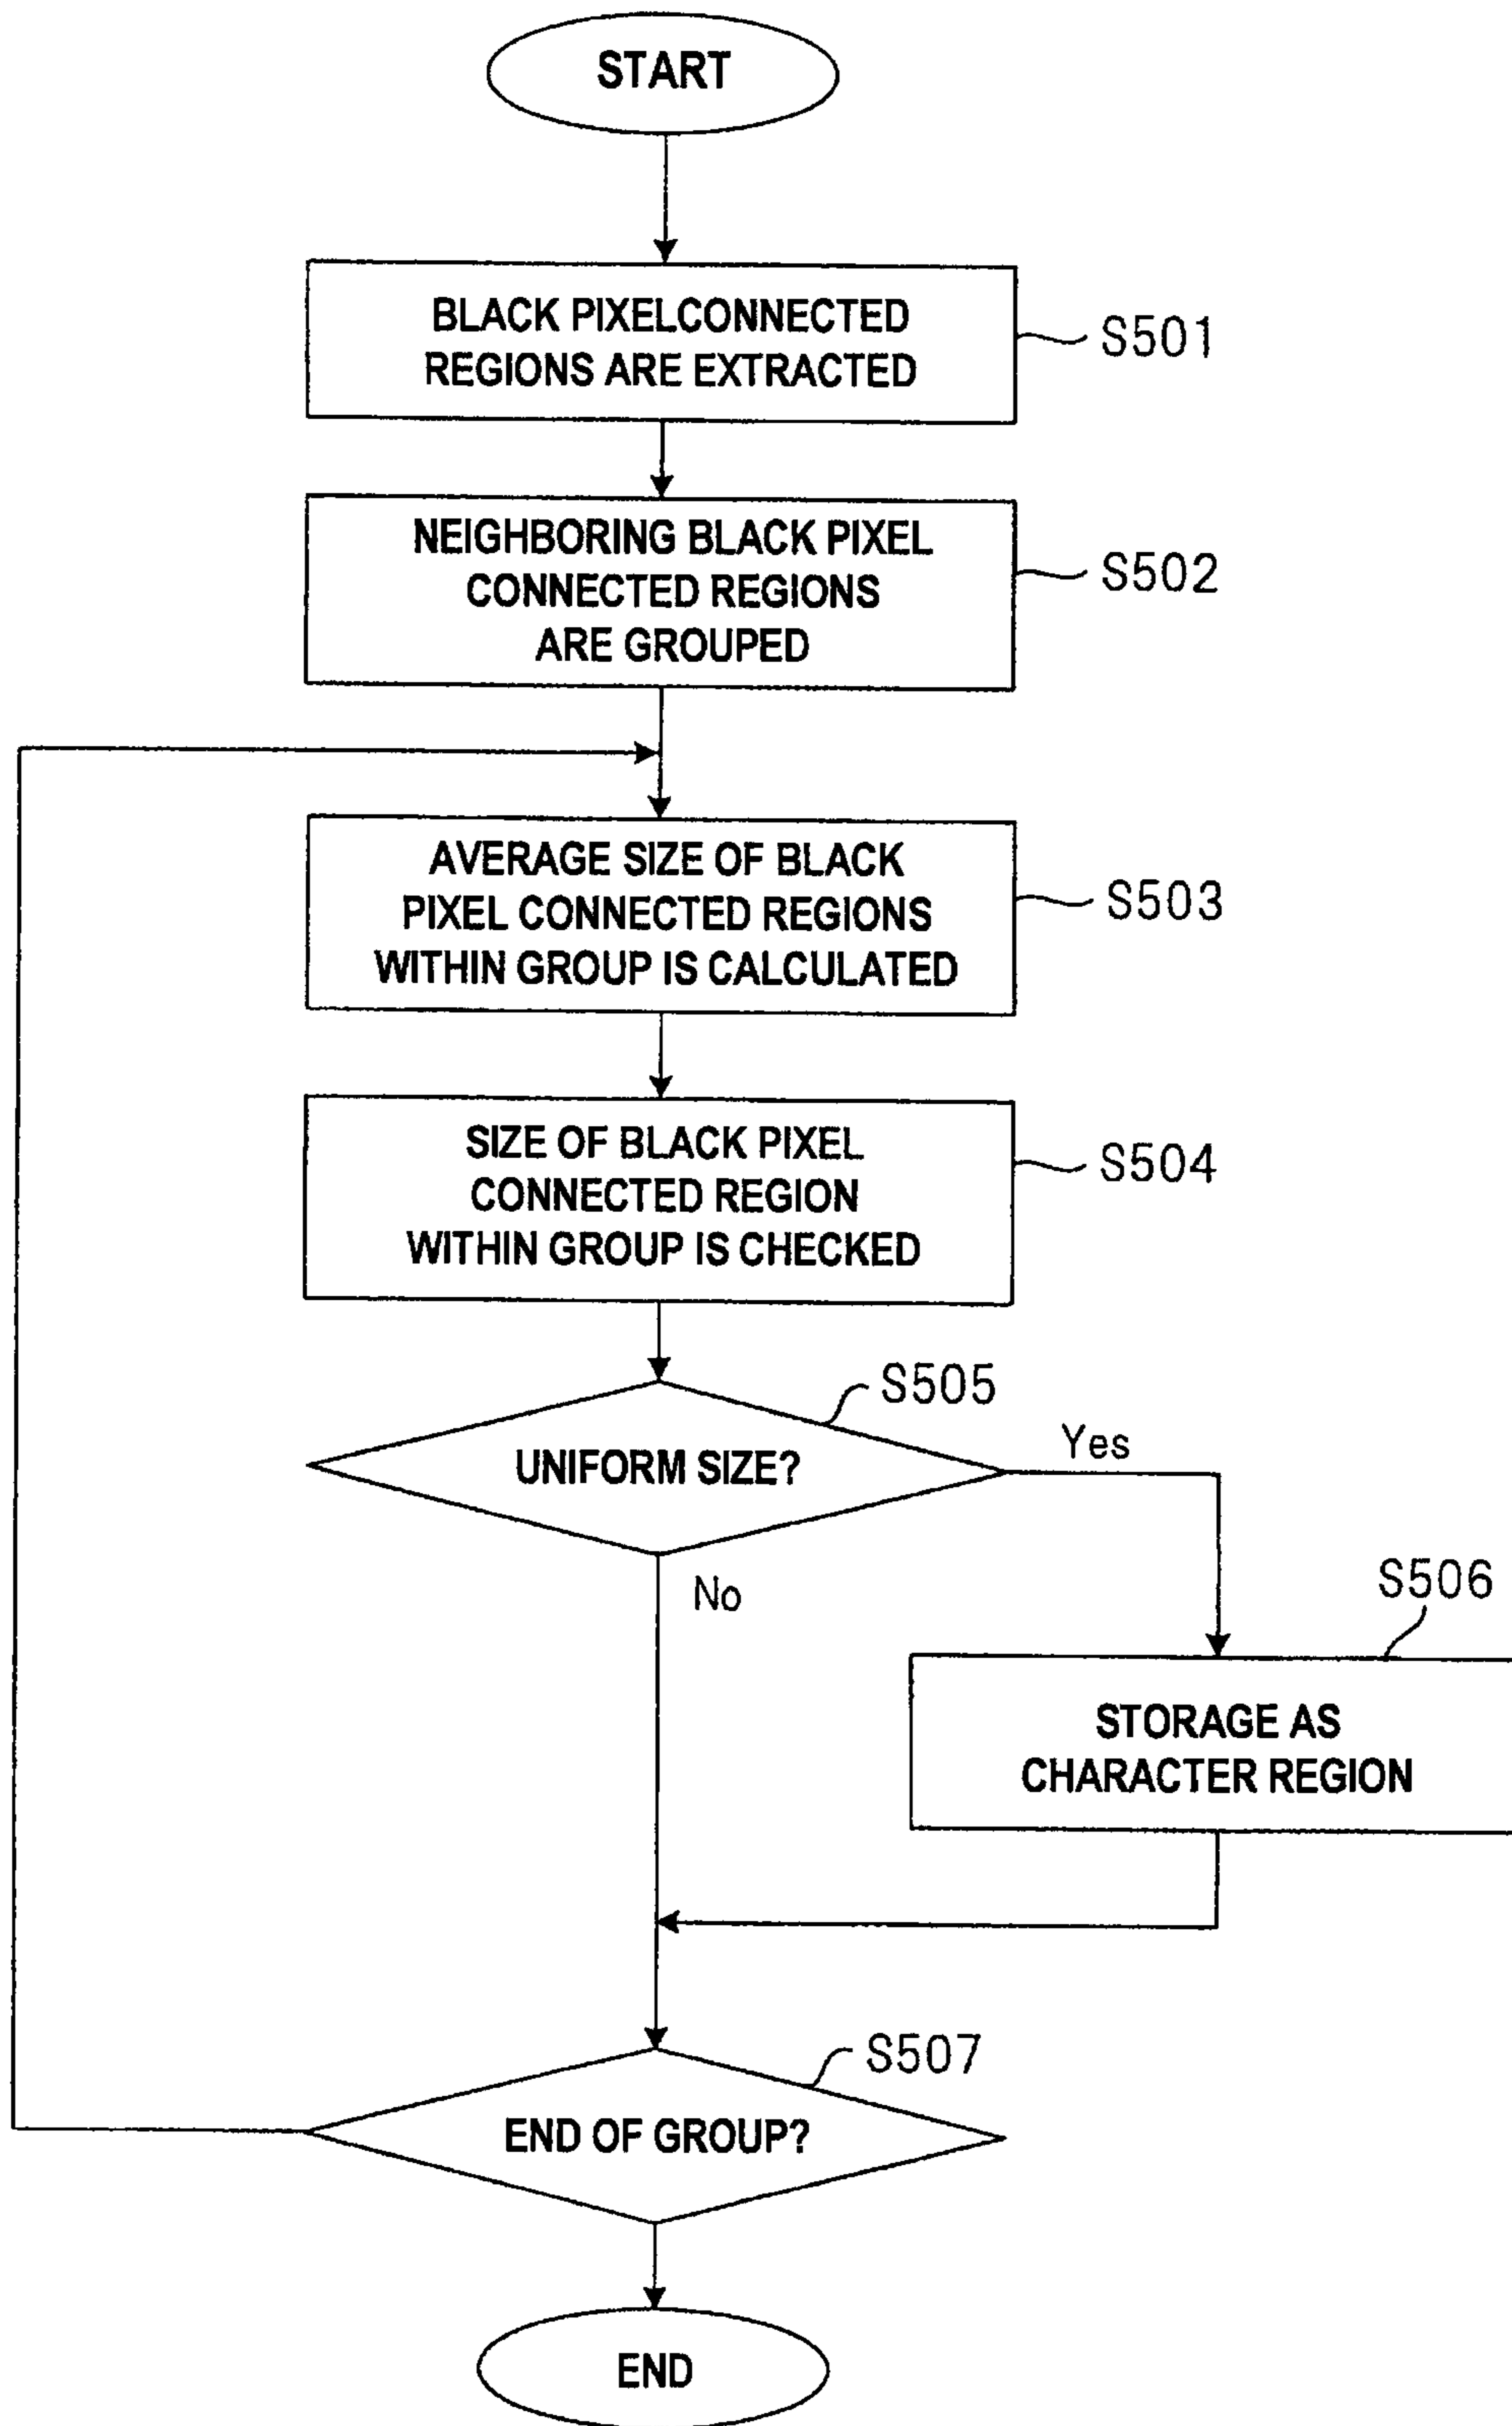 START
BLACK PIXELCONNECTED
REGIONS ARE EXTRACTED
S501
NEIGHBORING BLACK PIXEL
CONNECTED REGIONS
ARE GROUPED
S502
AVERAGE SIZE OF BLACK
PIXEL CONNECTED REGIONS
WITHIN GROUP IS CALCULATED
S503
SIZE OF BLACK PIXEL
CONNECTED REGION
WITHIN GROUP IS CHECKED
S504
S505
UNIFORM SIZE?
Yes
No
S506
STORAGE AS
CHARACTER REGION
S507
END OF GROUP?
END